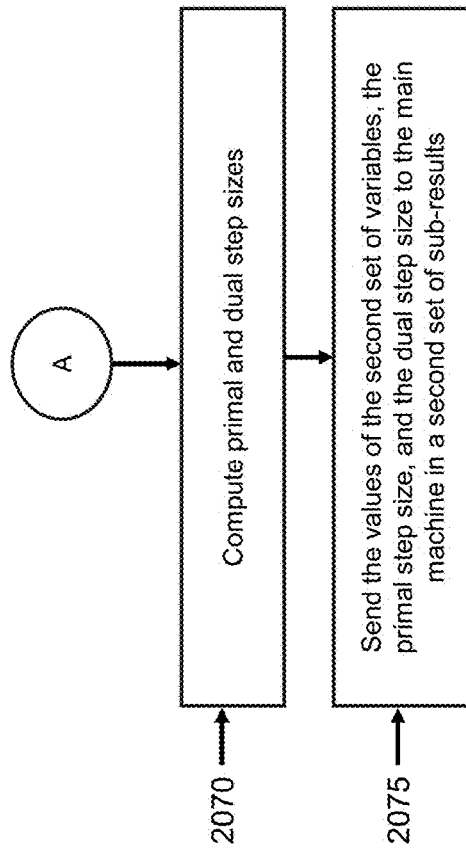 A
2070
Compute primal and dual step sizes
2075
Send the values of the second set of variables, the
primal step size, and the dual step size to the main
machine in a second set of sub-results